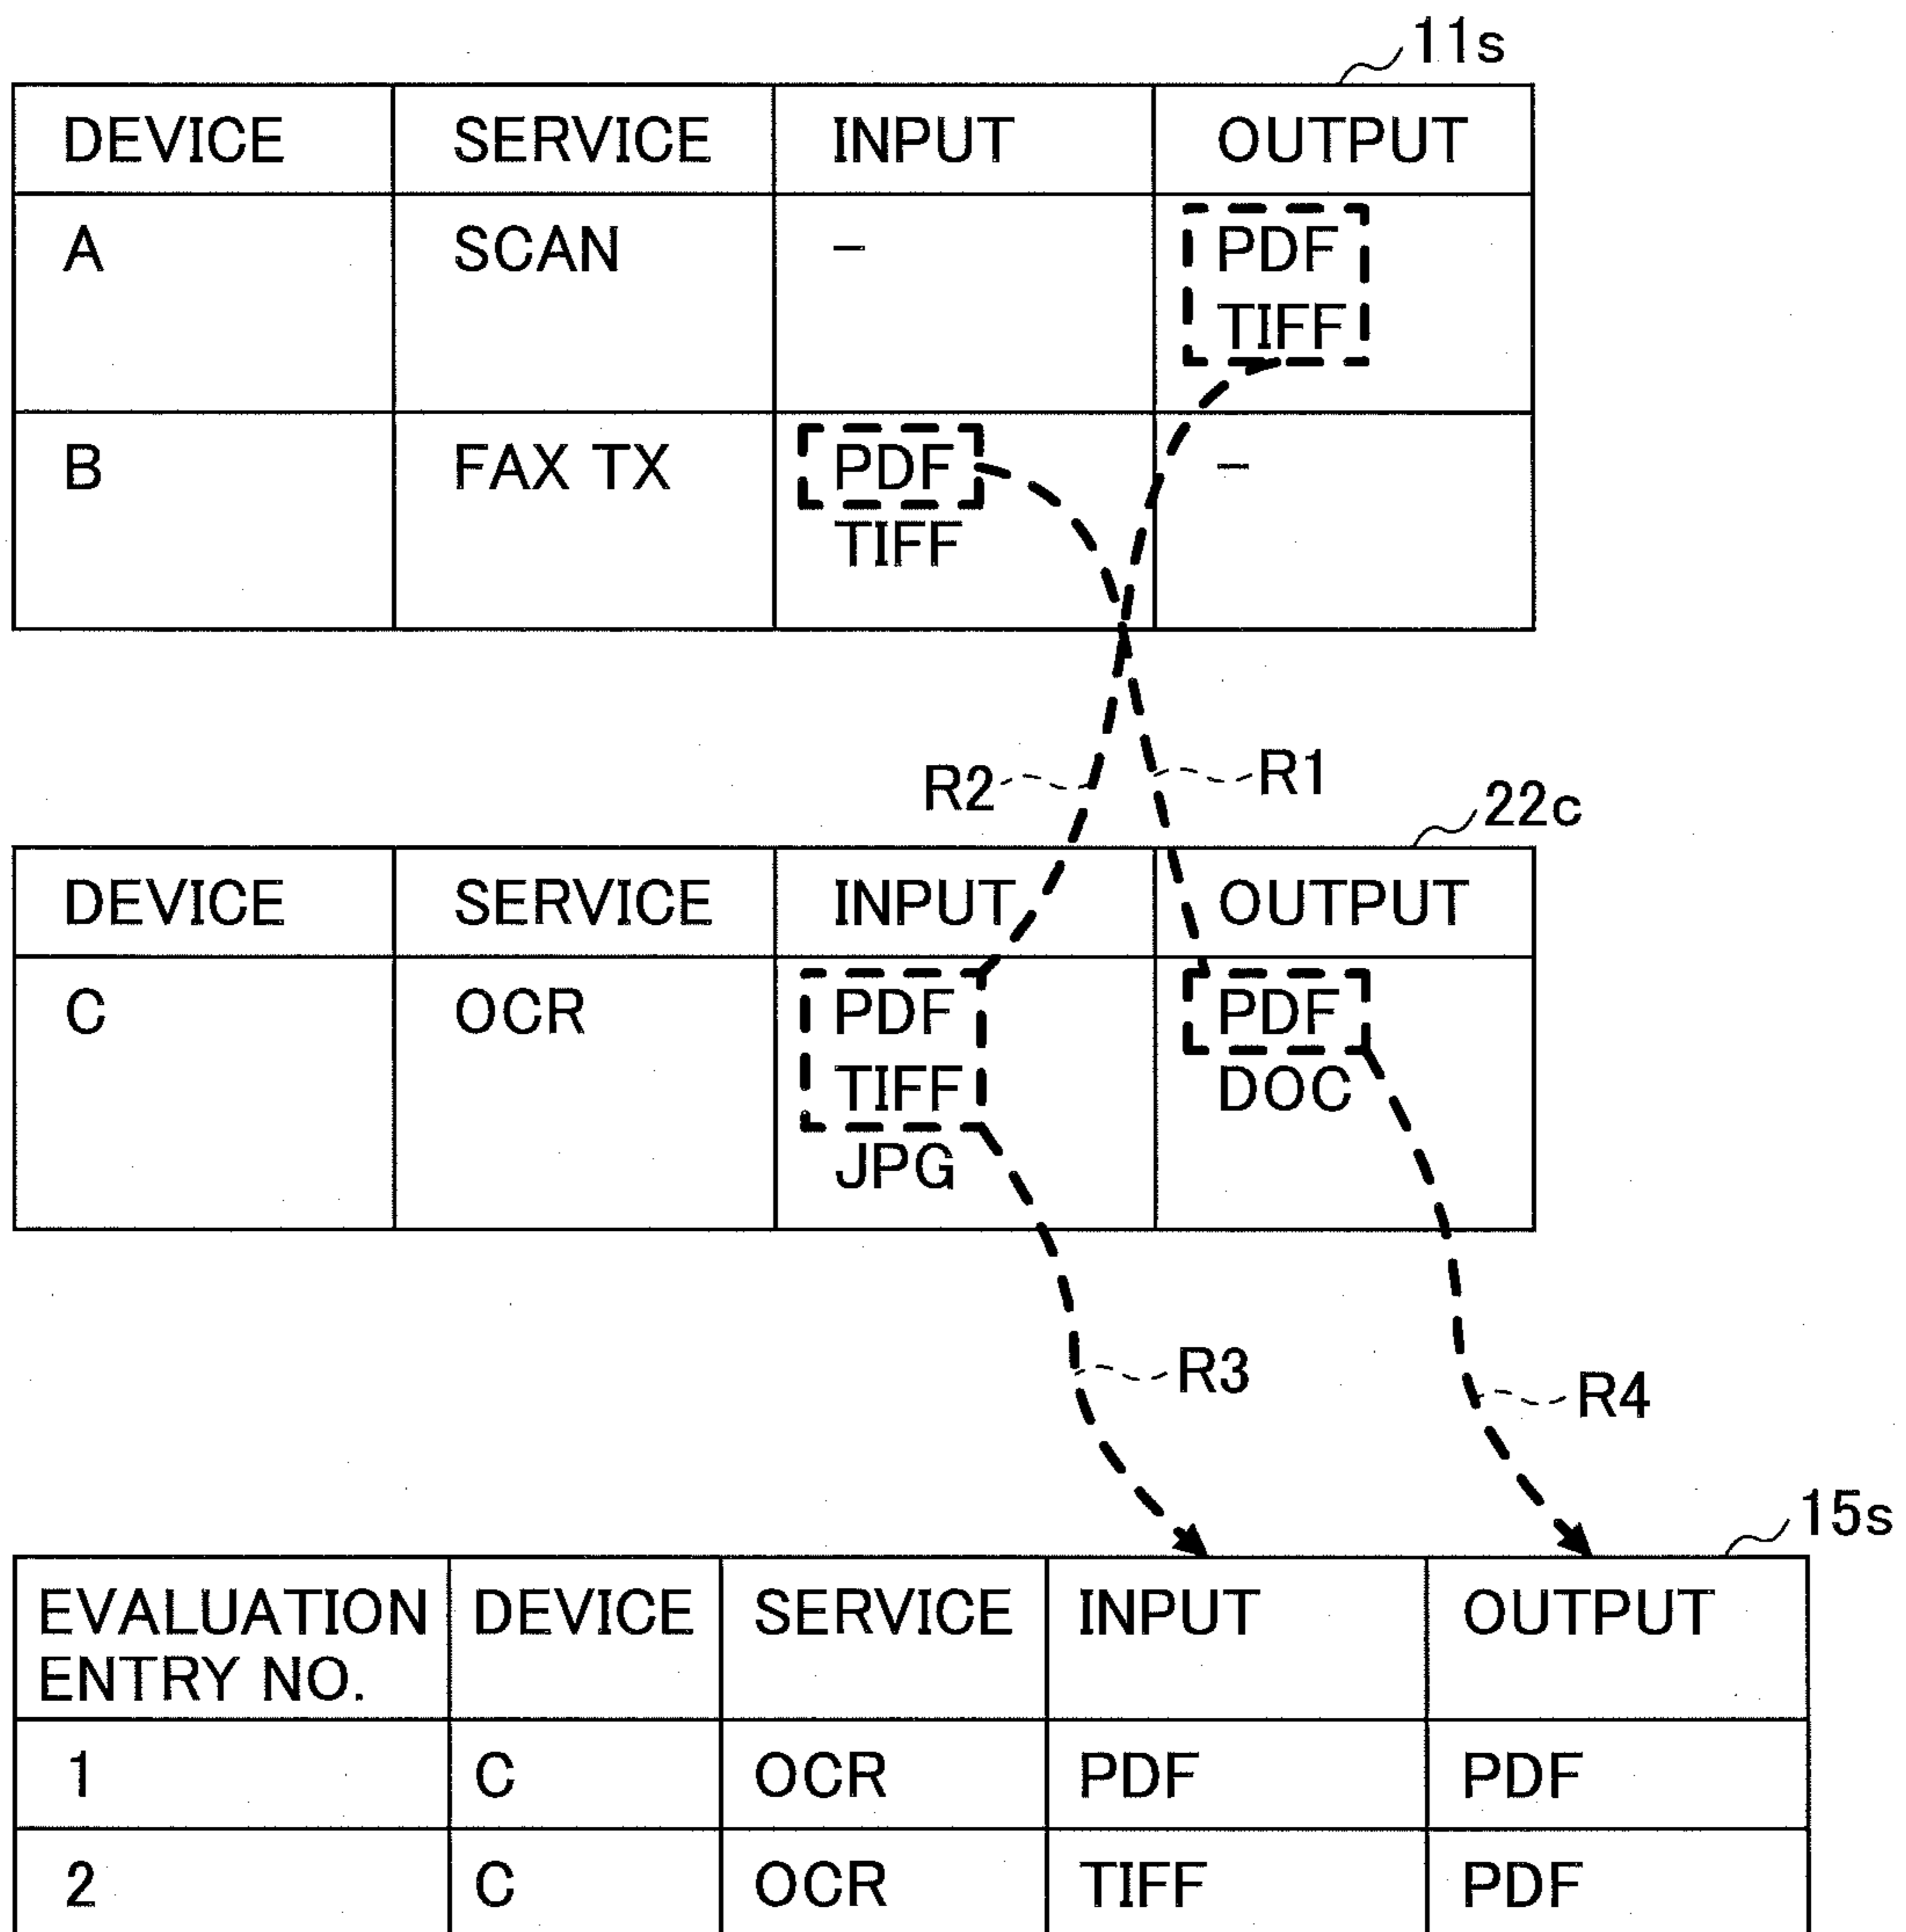 11s
DEVICE SERVICE INPUT OUTPUT
A SCAN – PDF
TIFF
B FAX TX PDF –
TIFF
R2 R1
22c
DEVICE SERVICE INPUT OUTPUT
C OCR PDF PDF
TIFF DOC
JPG
R3
R4
15s
EVALUATION DEVICE SERVICE INPUT OUTPUT
ENTRY NO.
1 C OCR PDF PDF
2 C OCR TIFF PDF